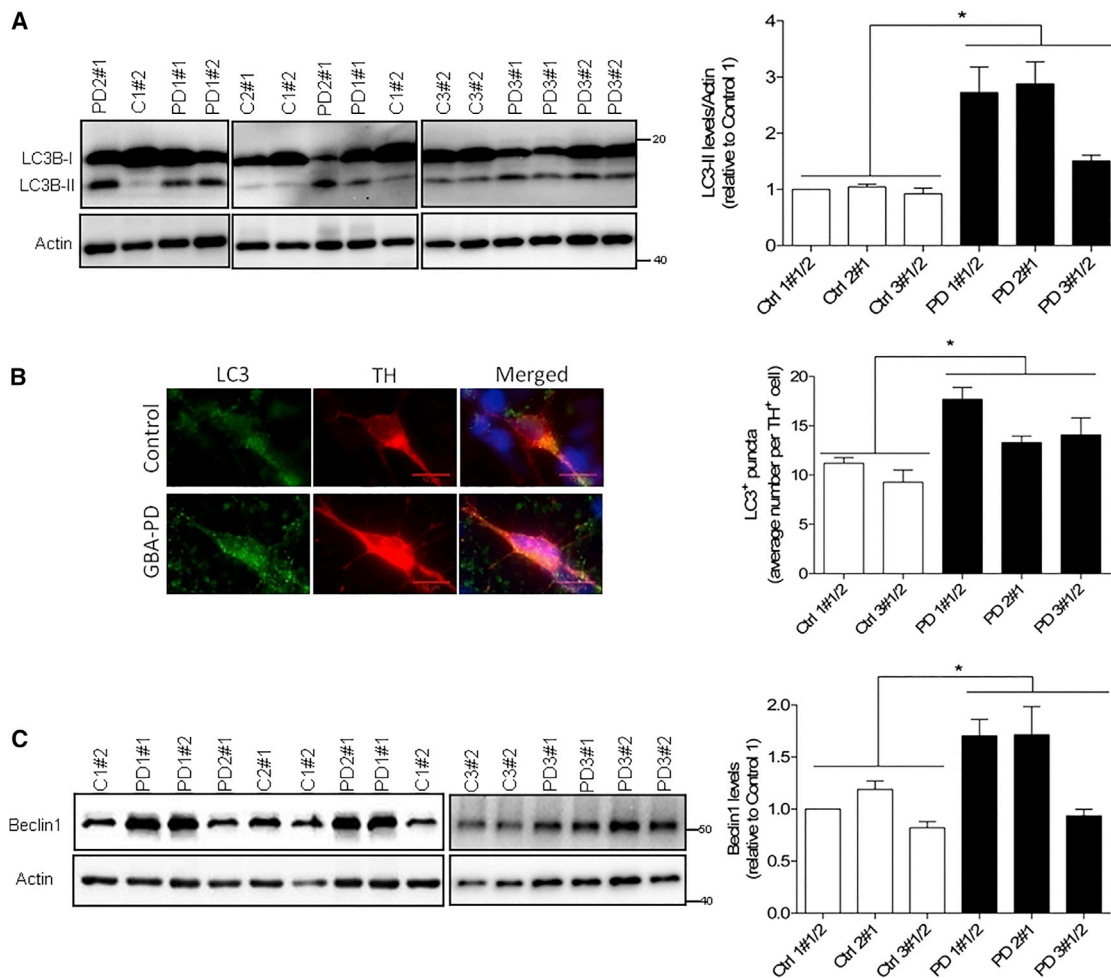 A
PD2#1 C1#2 PD1#1 PD1#2 C2#1 C1#2 PD2#1 PD1#1 C1#2 C3#2 C3#2 PD3#1 PD3#1 PD3#2 PD3#2
LC3B-I
LC3B-II
Actin
20
40
LC3-II levels/Actin
(relative to Control 1)
4
3
2
1
0
*
Ctrl 1#1/2 Ctrl 2#1 Ctrl 3#1/2 PD 1#1/2 PD 2#1 PD 3#1/2
B
LC3 TH Merged
Control
GBA-PD
LC3+ puncta
(average number per TH+ cell)
20
15
10
5
0
*
Ctrl 1#1/2 Ctrl 3#1/2 PD 1#1/2 PD 2#1 PD 3#1/2
C
C1#2 PD1#1 PD1#2 PD2#1 C2#1 C1#2 PD2#1 PD1#1 C1#2 C3#2 C3#2 PD3#1 PD3#1 PD3#2 PD3#2
Beclin1
Actin
50
40
Beclin1 levels
(relative to Control 1)
2.0
1.5
1.0
0.5
0.0
*
Ctrl 1#1/2 Ctrl 2#1 Ctrl 3#1/2 PD 1#1/2 PD 2#1 PD 3#1/2